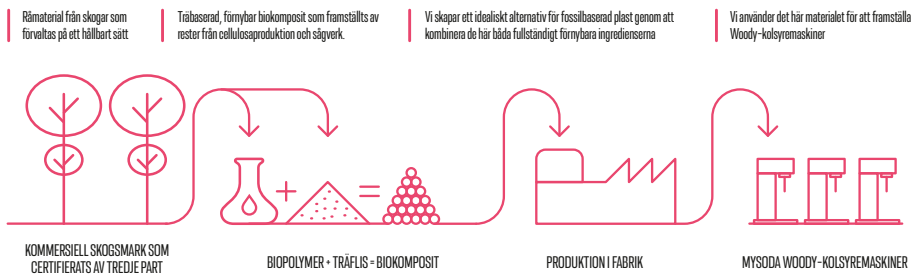 Råmaterial från skogar som
förvaltas på ett hållbart sätt
Träbaserad, förnybar biokomposit som framställts av
rester från cellulosaproduktion och sågverk.
Vi skapar ett idealiskt alternativ för fossilbaserad plast genom att
kombinera de här båda fullständigt förnybara ingredienserna
Vi använder det här materialet för att framställa
Woody-kolsyremaskiner
+
=
KOMMERSIELL SKOGSMARK SOM
CERTIFIERATS AV TREDJE PART
BIOPOLYMER + TRÄFLIS = BIOKOMPOSIT
PRODUKTION I FABRIK
MYSODA WOODY-KOLSYREMASKINER